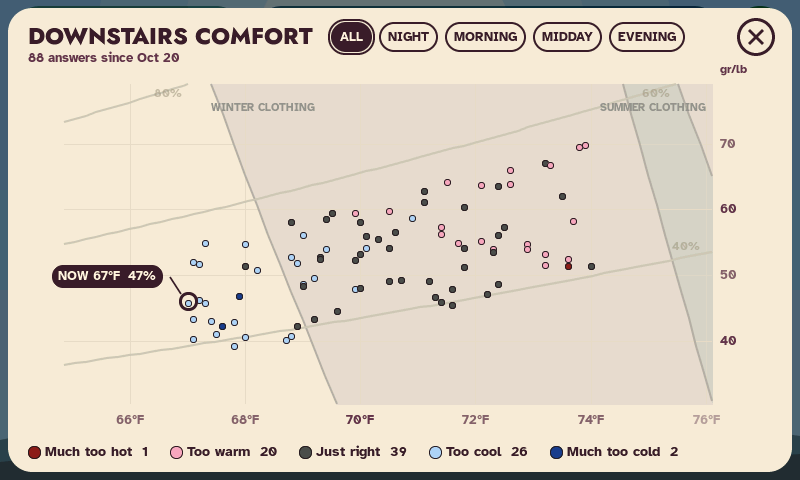 DOWNSTAIRS COMFORT
88 answers since Oct 20
ALL
NIGHT
MORNING
MIDDAY
EVENING
gr/lb
80%
60%
WINTER CLOTHING
SUMMER CLOTHING
70
60
40%
50
NOW 67°F 47%
40
66°F
68°F
70°F
72°F
74°F
76°F
Much too hot 1
Too warm 20
Just right 39
Too cool 26
Much too cold 2